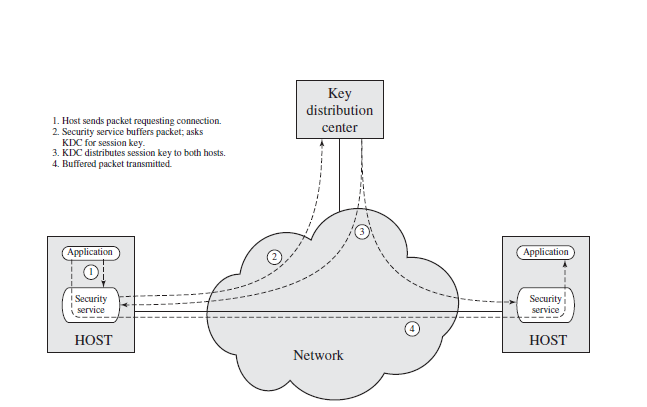 Key
distribution
center
1. Host sends packet requesting connection.
2. Security service buffers packet; asks
KDC for session key.
3. KDC distributes session key to both hosts.
4. Buffered packet transmitted.
3
2
Application
1
Security
service
HOST
Application
Security
service
HOST
4
Network